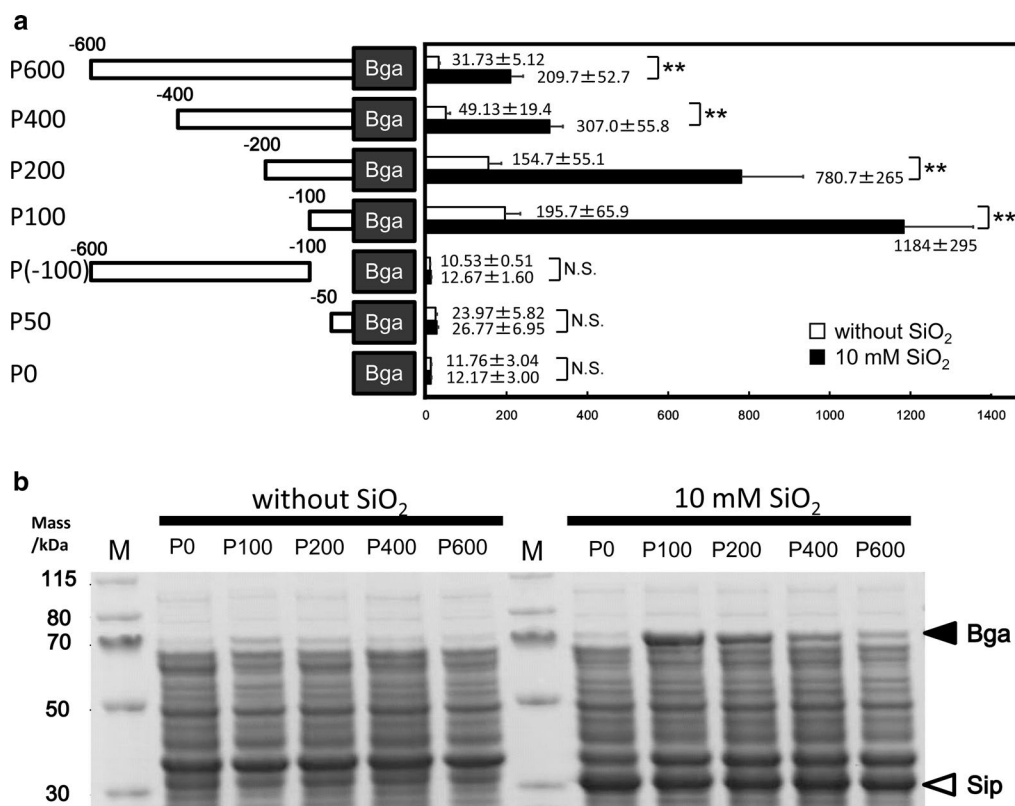 a
-600
P600 Bga 31.73±5.12 **
209.7±52.7
-400
P400 Bga 49.13±19.4 **
307.0±55.8
-200
P200 Bga 154.7±55.1 **
780.7±265
-100
P100 Bga 195.7±65.9 **
1184±295
-600 -100
P(-100) Bga 10.53±0.51 N.S.
12.67±1.60
-50
P50 Bga 23.97±5.82 N.S.
26.77±6.95
without SiO₂
10 mM SiO₂
P0 Bga 11.76±3.04 N.S.
12.17±3.00
0 200 400 600 800 1000 1200 1400
b
without SiO₂ 10 mM SiO₂
Mass
/kDa
M P0 P100 P200 P400 P600 M P0 P100 P200 P400 P600
115
80
70 Bga
50
30 Sip